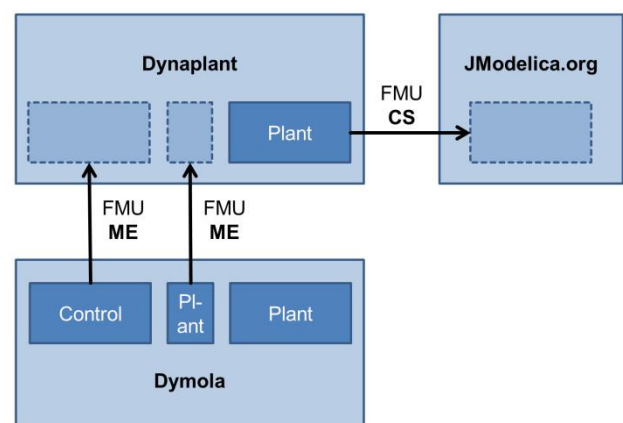 Dynaplant
JModelica.org
Plant
FMU
CS
FMU
ME
FMU
ME
Control
Pl-
ant
Plant
Dymola